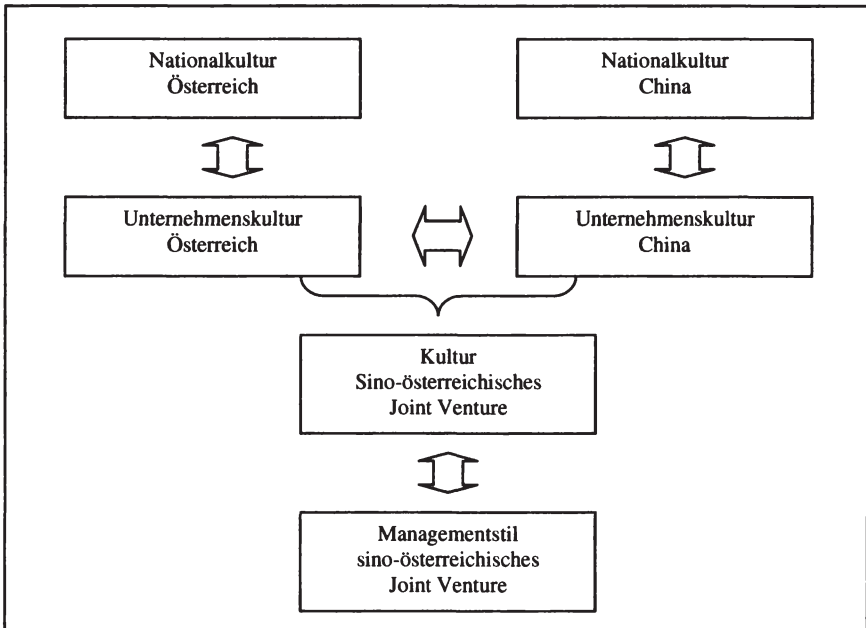 Nationalkultur
Österreich
Nationalkultur
China
Unternehmenskultur
Österreich
Unternehmenskultur
China
Kultur
Sino-österreichisches
Joint Venture
Managementstil
sino-österreichisches
Joint Venture